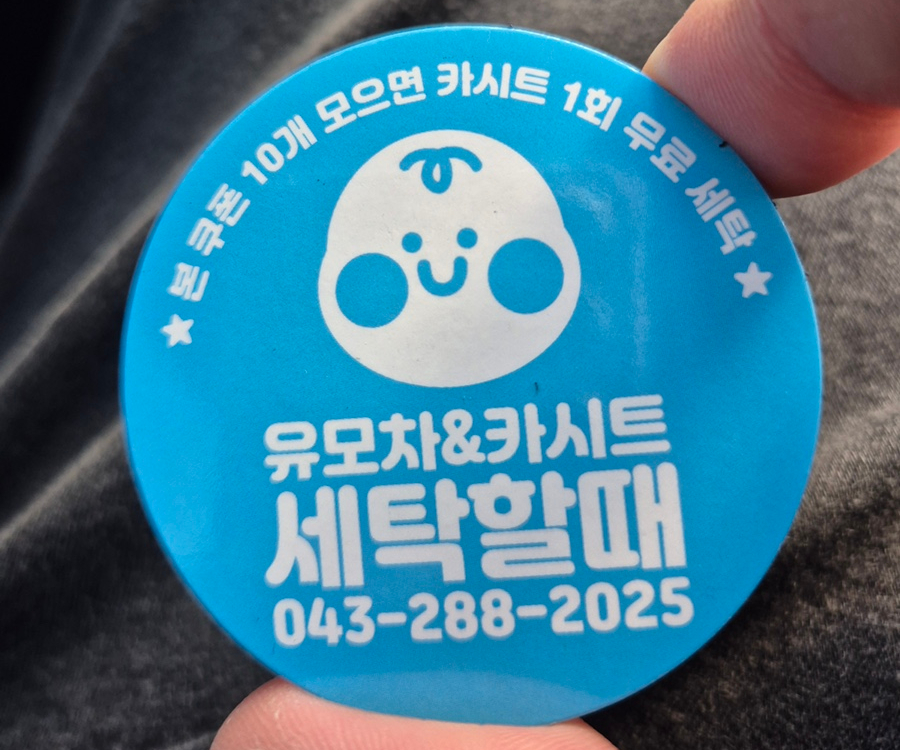 ★ 본 쿠폰 10개 모으면 카시트 1회 무료 세탁 ★
유모차&카시트
세탁할때
043-288-2025